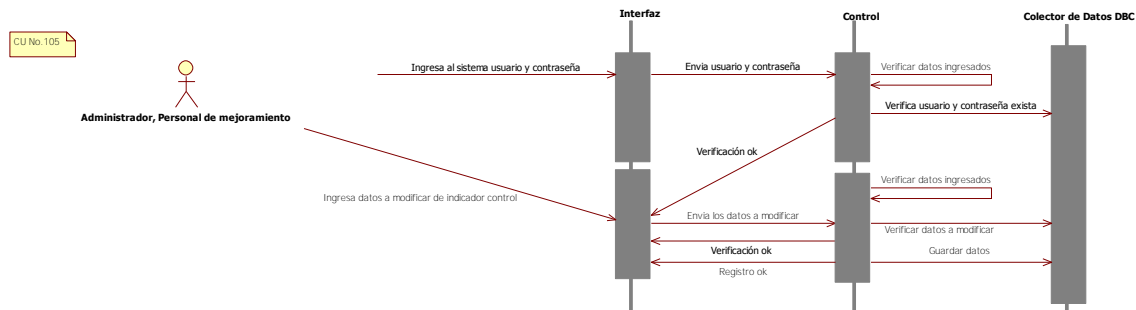 Interfaz
Control
Colector de Datos DBC
CU No.105
Administrador, Personal de mejoramiento
Ingresa al sistema usuario y contraseña
Envia usuario y contraseña
Verificar datos ingresados
Verifica usuario y contraseña exista
Verificación ok
Ingresa datos a modificar de indicador control
Verificar datos ingresados
Envia los datos a modificar
Verificar datos a modificar
Verificación ok
Guardar datos
Registro ok